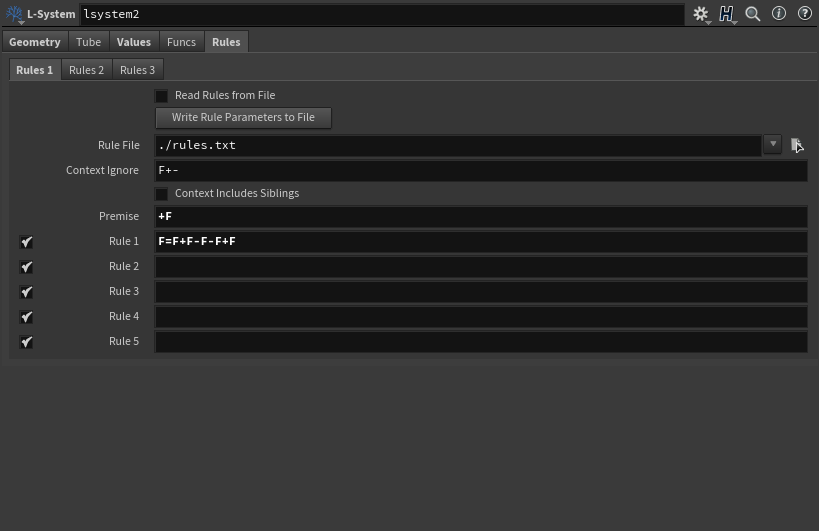 L-System lsystem2
Geometry Tube Values Funcs Rules
Rules 1 Rules 2 Rules 3
Read Rules from File
Write Rule Parameters to File
Rule File ./rules.txt
Context Ignore F+-
Context Includes Siblings
Premise +F
Rule 1 F=F+F-F-F+F
Rule 2
Rule 3
Rule 4
Rule 5